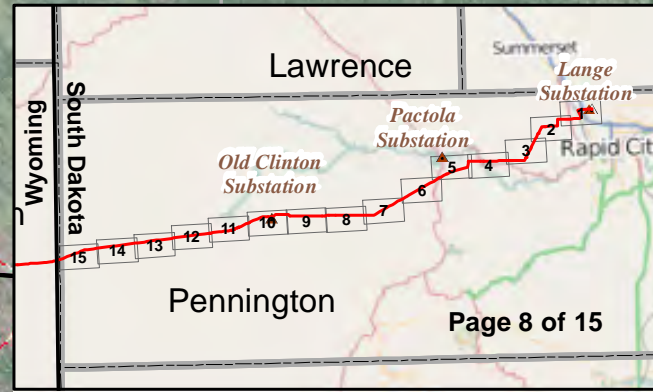 Summerset
Lawrence
Lange
Substation
Pactola
Substation
Rapid City
Old Clinton
Substation
Wyoming
South Dakota
2
3
4
5
6
7
8
9
10
11
12
13
14
15
Pennington
Page 8 of 15